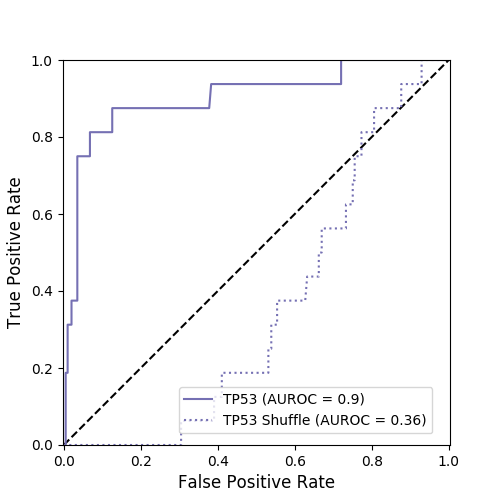 1.0
0.8
0.6
0.4
0.2
0.0
True Positive Rate
TP53 (AUROC = 0.9)
TP53 Shuffle (AUROC = 0.36)
0.0 0.2 0.4 0.6 0.8 1.0
False Positive Rate